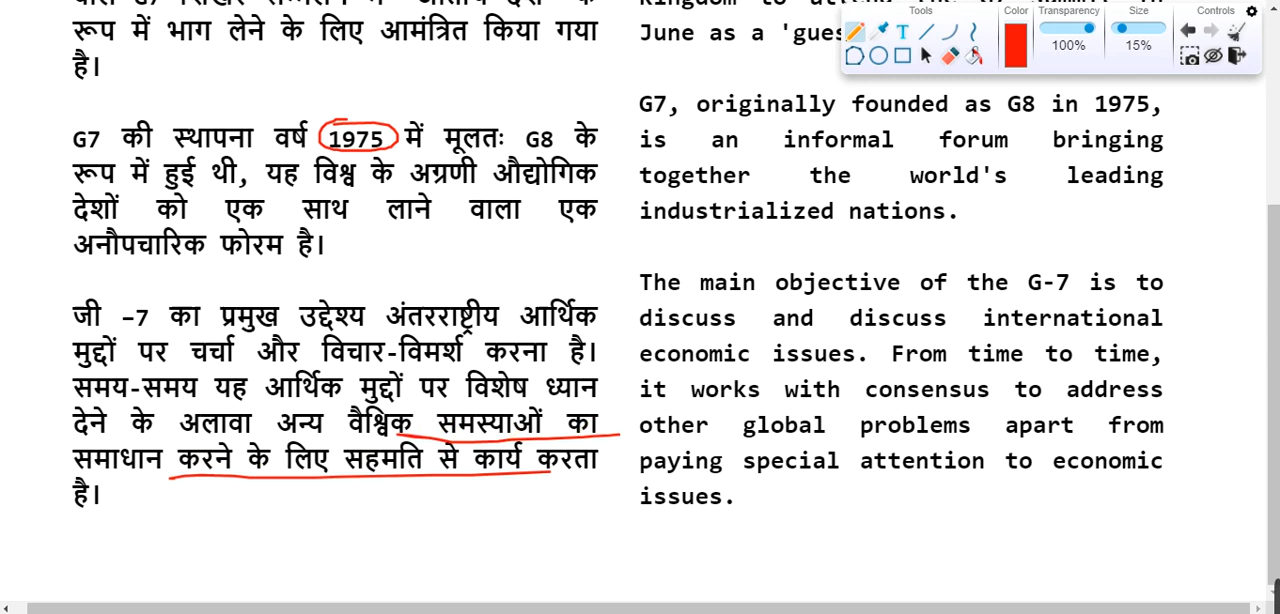 रूप में भाग लेने के लिए आमंत्रित किया गया
है।
G7 की स्थापना वर्ष 1975 में मूलतः G8 के
रूप में हुई थी, यह विश्व के अग्रणी औद्योगिक
देशों को एक साथ लाने वाला एक
अनौपचारिक फोरम है।
जी –7 का प्रमुख उद्देश्य अंतरराष्ट्रीय आर्थिक
मुद्दों पर चर्चा और विचार-विमर्श करना है।
समय-समय यह आर्थिक मुद्दों पर विशेष ध्यान
देने के अलावा अन्य वैश्विक समस्याओं का
समाधान करने के लिए सहमति से कार्य करता
है।
June as a
G7, originally founded as G8 in 1975,
is an informal forum bringing
together the world's leading
industrialized nations.
The main objective of the G-7 is to
discuss and discuss international
economic issues. From time to time,
it works with consensus to address
other global problems apart from
paying special attention to economic
issues.
Tools
Color
Transparency
Size
Controls
100%
15%